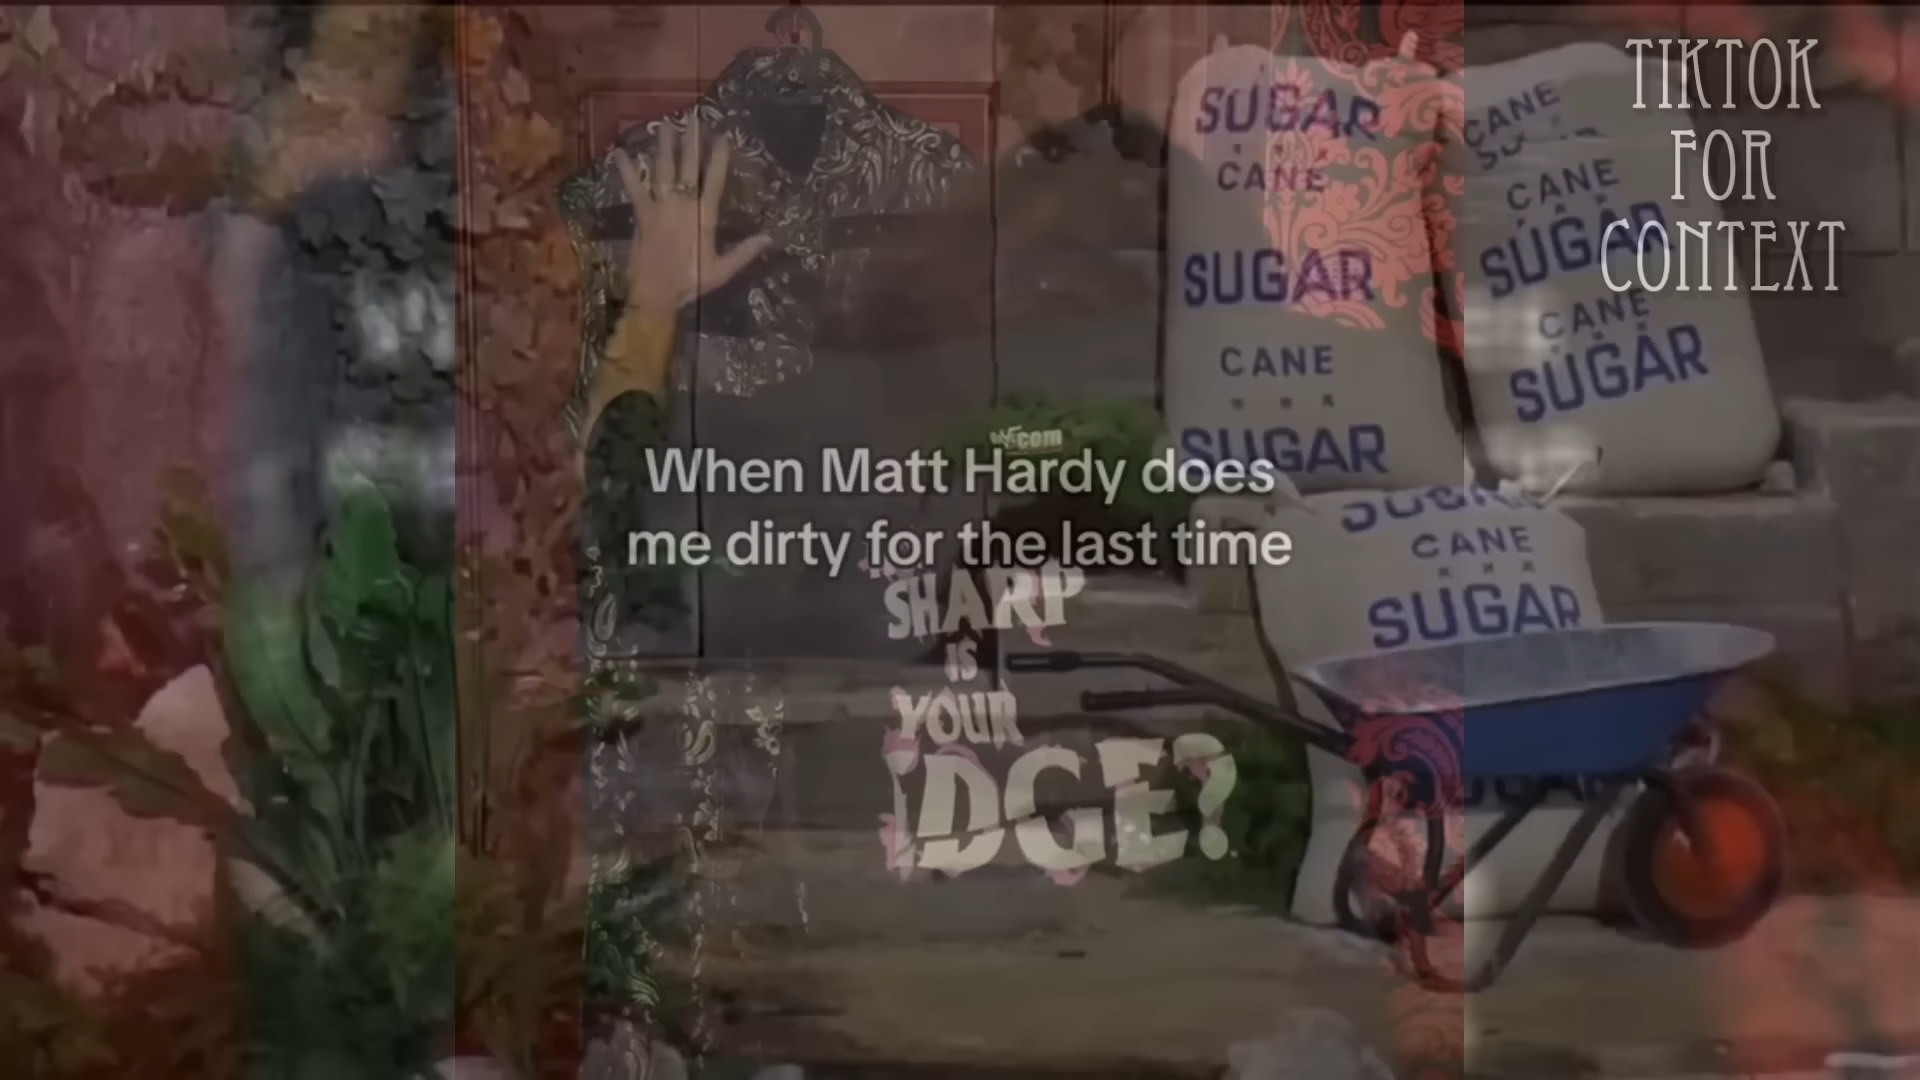 TIKTOK
FOR
CONTEXT
SUGAR
CANE
SUGAR
CANE
SUGAR
CANE
CANE
SUGAR
CANE
SUGAR
When Matt Hardy does
me dirty for the last time
CANE
SUGAR
SHARP
IS
YOUR
EDGE?